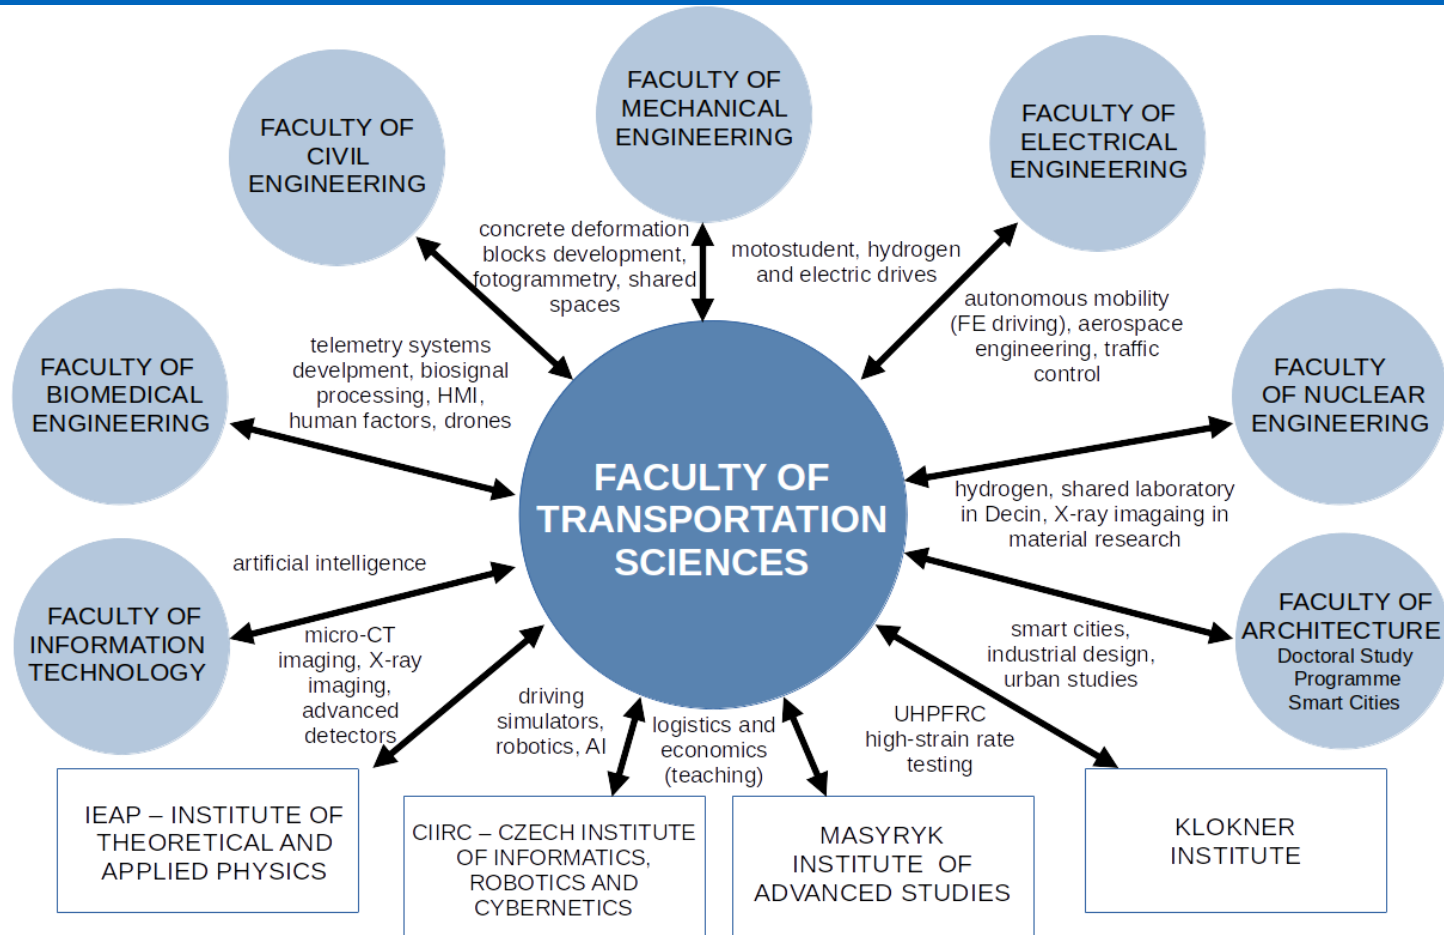 FACULTY OF
MECHANICAL
ENGINEERING
FACULTY OF
CIVIL
ENGINEERING
FACULTY OF
ELECTRICAL
ENGINEERING
concrete deformation
blocks development,
fotogrammetry, shared
spaces
motostudent, hydrogen
and electric drives
autonomous mobility
(FE driving), aerospace
engineering, traffic
control
FACULTY OF
BIOMEDICAL
ENGINEERING
telemetry systems
develpment, biosignal
processing, HMI,
human factors, drones
FACULTY
OF NUCLEAR
ENGINEERING
FACULTY OF
TRANSPORTATION
SCIENCES
hydrogen, shared laboratory
in Decin, X-ray imagaing in
material research
artificial intelligence
FACULTY OF
INFORMATION
TECHNOLOGY
FACULTY OF
ARCHITECTURE
Doctoral Study
Programme
Smart Cities
micro-CT
imaging, X-ray
imaging,
advanced
detectors
smart cities,
industrial design,
urban studies
driving
simulators,
robotics, AI
logistics and
economics
(teaching)
UHPFRC
high-strain rate
testing
IEAP – INSTITUTE OF
THEORETICAL AND
APPLIED PHYSICS
CIIRC – CZECH INSTITUTE
OF INFORMATICS,
ROBOTICS AND
CYBERNETICS
MASYRYK
INSTITUTE OF
ADVANCED STUDIES
KLOKNER
INSTITUTE